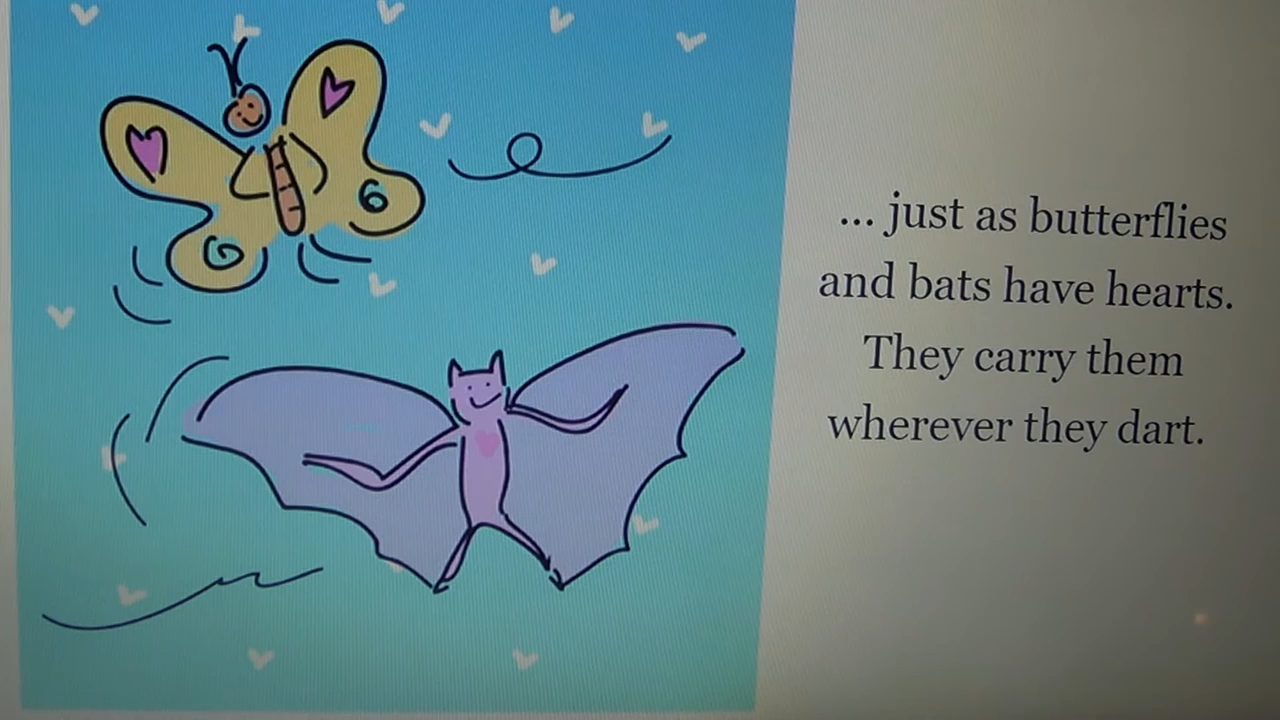 ... just as butterflies
and bats have hearts.
They carry them
wherever they dart.